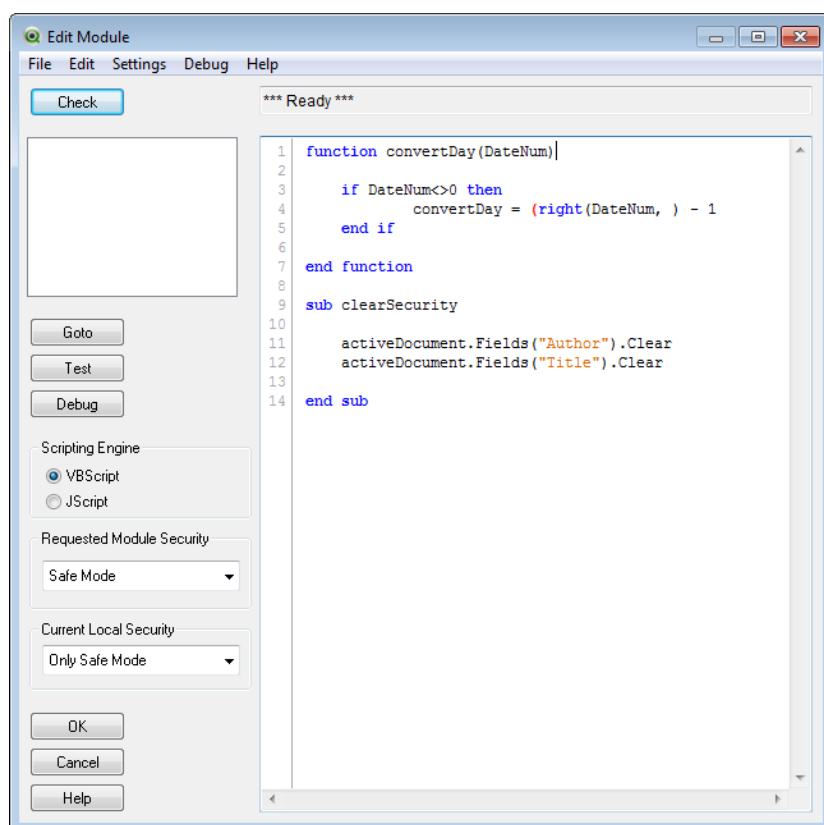 Edit Module
File Edit Settings Debug Help
Check
*** Ready ***
1 function convertDay(DateNum)
2
3 if DateNum<>0 then
4 convertDay = (right(DateNum, ) - 1
5 end if
6
7 end function
8
9 sub clearSecurity
10
11 activeDocument.Fields("Author").Clear
12 activeDocument.Fields("Title").Clear
13
14 end sub
Goto
Test
Debug
Scripting Engine
VBScript
JScript
Requested Module Security
Safe Mode
Current Local Security
Only Safe Mode
OK
Cancel
Help